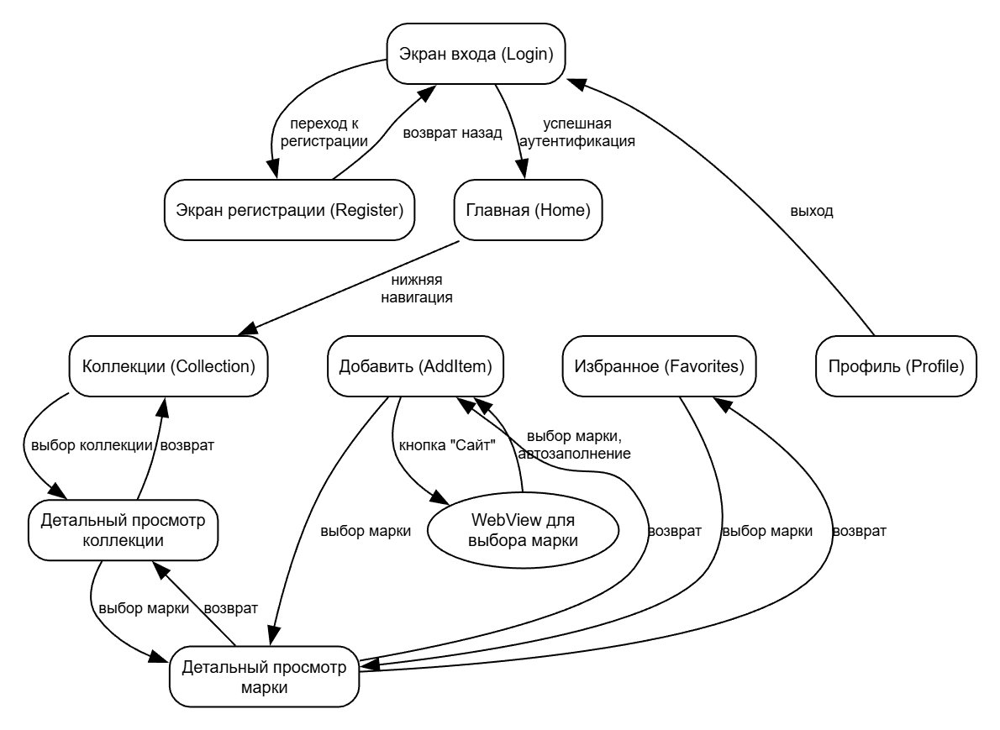 Экран входа (Login)
переход к
регистрации
возврат назад
успешная
аутентификация
Экран регистрации (Register)
Главная (Home)
выход
нижняя
навигация
Коллекции (Collection)
Добавить (AddItem)
Избранное (Favorites)
Профиль (Profile)
выбор коллекции
возврат
кнопка "Сайт"
выбор марки,
автозаполнение
Детальный просмотр
коллекции
выбор марки
WebView для
выбора марки
возврат
выбор марки
возврат
выбор марки
возврат
Детальный просмотр
марки